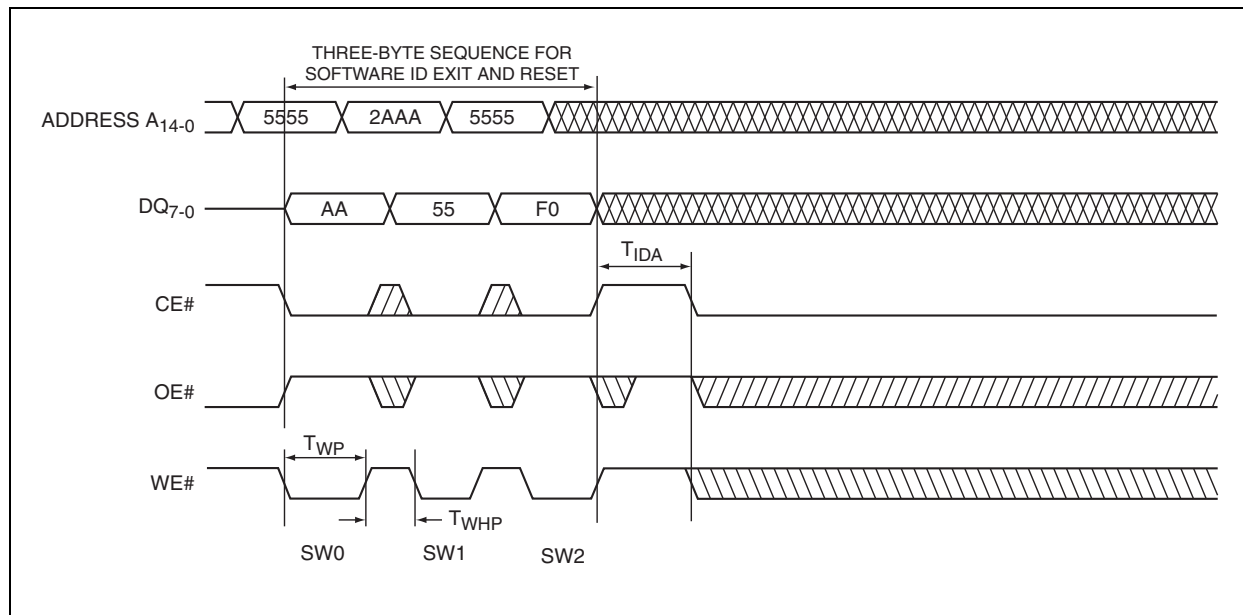 THREE-BYTE SEQUENCE FOR
SOFTWARE ID EXIT AND RESET
ADDRESS A14-0
5555
2AAA
5555
DQ7-0
AA
55
F0
TIDA
CE#
OE#
TWP
WE#
TWHP
SW0
SW1
SW2